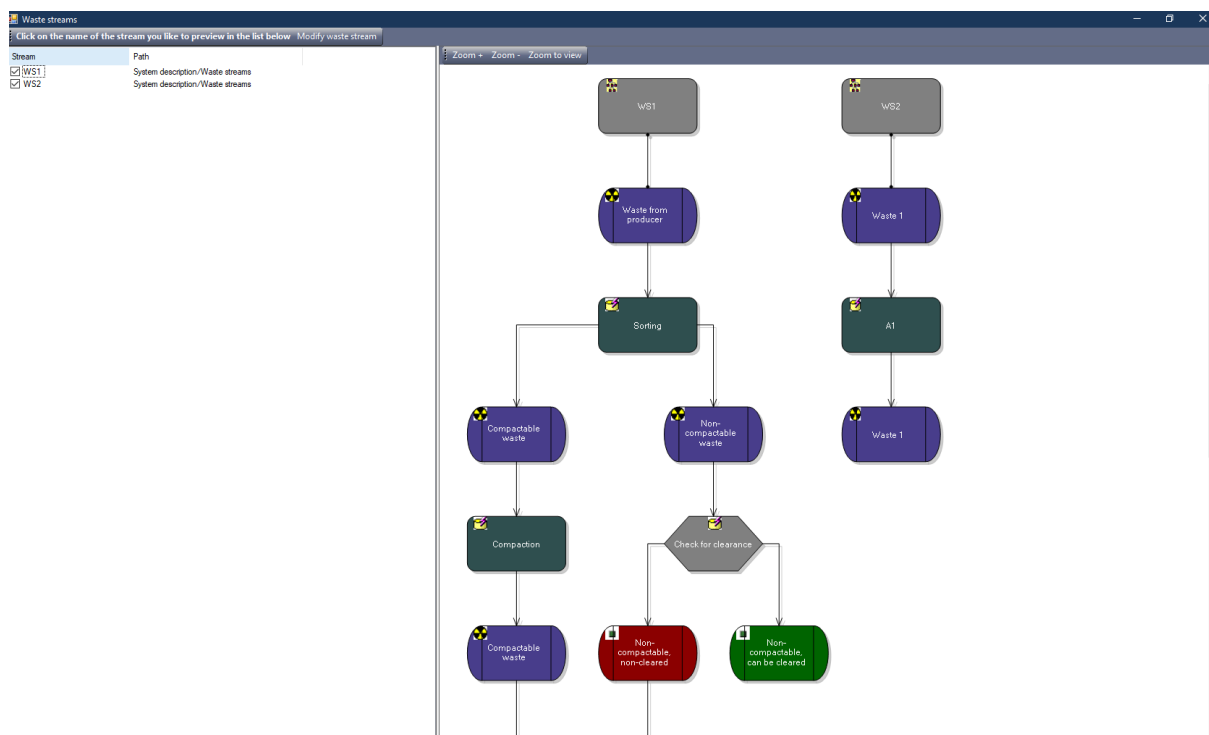 Waste streams
Click on the name of the stream you like to preview in the list below Modify waste stream
Stream Path
WS1 System description/Waste streams
WS2 System description/Waste streams
Zoom + Zoom - Zoom to view
WS1
WS2
Waste from
producer
Waste 1
Sorting
A1
Compactable
waste
Non-
compactable
waste
Waste 1
Compaction
Check for clearance
Compactable
waste
Non-
compactable,
non-cleared
Non-
compactable,
can be cleared